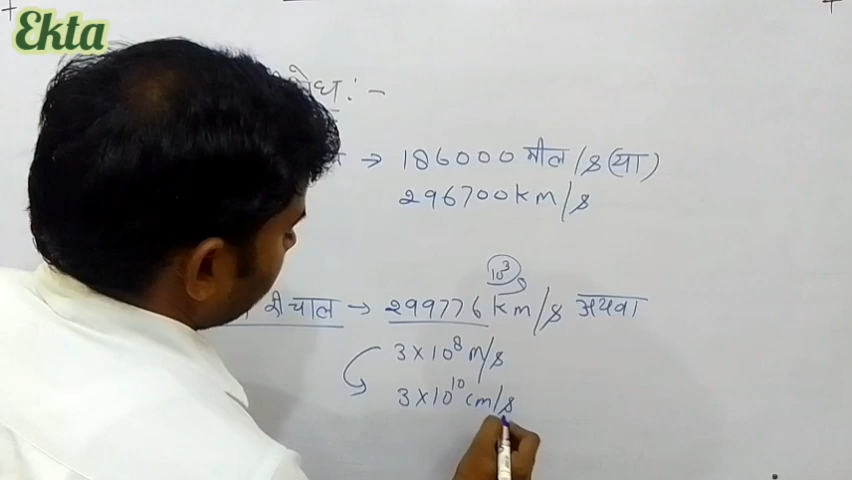 Ekta
:-
→ 186000 मील/s (या)
296700 km/s
10³
री चाल → 299776 km/s अथवा
3×10⁸ m/s
3×10¹⁰ cm/s